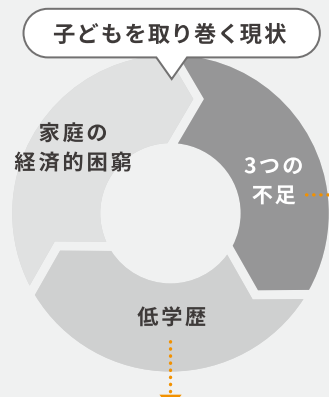 子どもを取り巻く現状
家庭の
経済的困窮
3つの
不足
低学歴